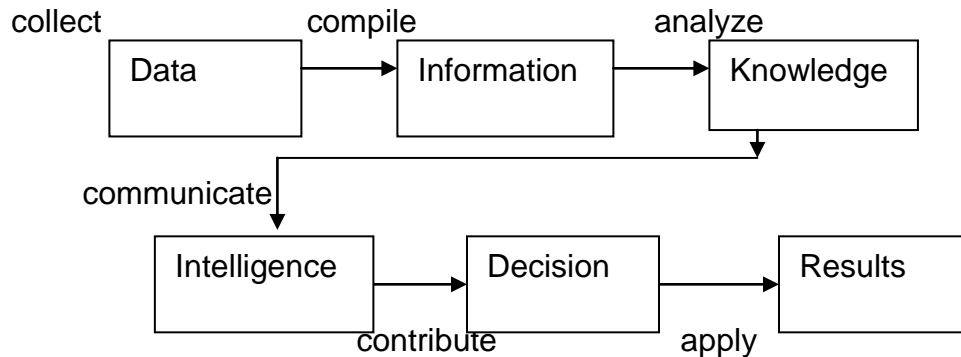 collect compile analyze
Data Information Knowledge
communicate
Intelligence Decision Results
contribute apply